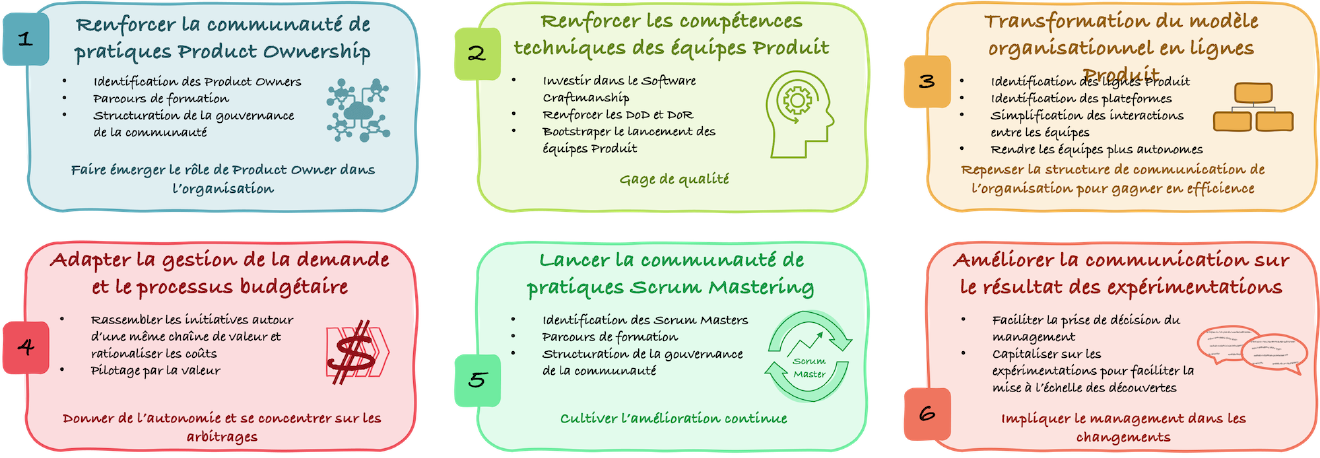 1
Renforcer la communauté de
pratiques Product Ownership
• Identification des Product Owners
• Parcours de formation
• Structuration de la gouvernance
de la communauté
Faire émerger le rôle de Product Owner dans
l'organisation
2
Renforcer les compétences
techniques des équipes Produit
• Investir dans le Software
Craftmanship
• Renforcer les DoD et DoR
• Bootstraper le lancement des
équipes Produit
Gage de qualité
3
Transformation du modèle
organisationnel en lignes
Produit
• Identification des lignes Produit
• Identification des plateformes
• Simplification des interactions
entre les équipes
• Rendre les équipes plus autonomes
Repenser la structure de communication de
l'organisation pour gagner en efficience
4
Adapter la gestion de la demande
et le processus budgétaire
• Rassembler les initiatives autour
d'une même chaîne de valeur et
rationaliser les coûts
• Pilotage par la valeur
$
Donner de l'autonomie et se concentrer sur les
arbitrages
5
Lancer la communauté de
pratiques Scrum Mastering
• Identification des Scrum Masters
• Parcours de formation
• Structuration de la gouvernance
de la communauté
Scrum
Master
Cultiver l'amélioration continue
6
Améliorer la communication sur
le résultat des expérimentations
• Faciliter la prise de décision du
management
• Capitaliser sur les
expérimentations pour faciliter la
mise à l'échelle des découvertes
Impliquer le management dans les
changements